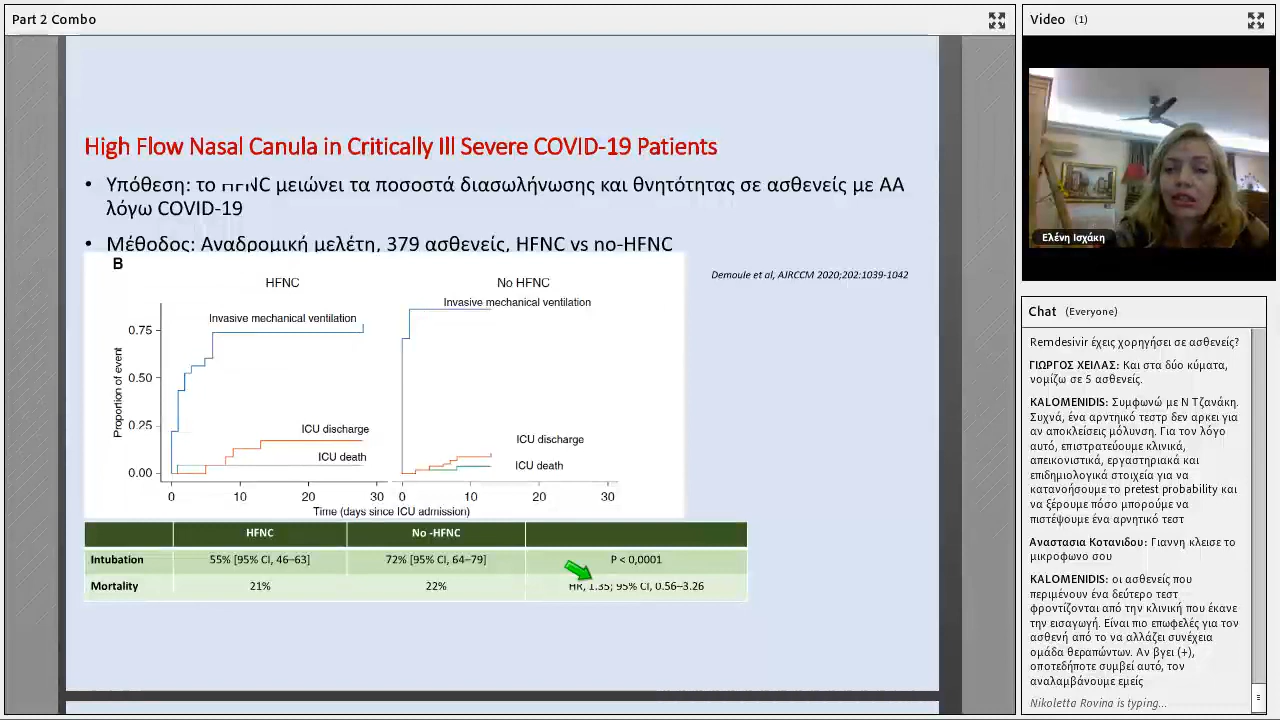 Part 2 Combo
High Flow Nasal Canula in Critically Ill Severe COVID-19 Patients
• Υπόθεση: το HFNC μειώνει τα ποσοστά διασωλήνωσης και θνητότητας σε ασθενείς με ΑΑ
λόγω COVID-19
• Μέθοδος: Αναδρομική μελέτη, 379 ασθενείς, HFNC vs no-HFNC
Demoule et al, AJRCCM 2020;202:1039-1042
B
HFNC
No HFNC
Invasive mechanical ventilation
Invasive mechanical ventilation
Proportion of event
0.75
0.50
0.25
0.00
ICU discharge
ICU death
ICU discharge
ICU death
0 10 20 30 0 10 20 30
Time (days since ICU admission)
HFNC No -HFNC
Intubation 55% [95% CI, 46–63] 72% [95% CI, 64–79] P < 0,0001
Mortality 21% 22% HR, 1.35; 95% CI, 0.56–3.26
Video (1)
Ελένη Ισχάκη
Chat (Everyone)
Remdesivir έχεις χορηγήσει σε ασθενείς?
ΓΙΩΡΓΟΣ ΧΕΙΛΑΣ: Και στα δύο κύματα,
νομίζω σε 5 ασθενείς.
KALOMENIDIS: Συμφωνώ με Ν Τζανάκη.
Συχνά, ένα αρντηικό τεστρ δεν αρκει για
αν αποκλείσεις μόλυνση. Για τον λόγο
αυτό, επιστρατεύουμε κλινικά,
απεικονιστικά, εργαστηριακά και
επιδημιολογικά στοιχεία για να
κατανοήσουμε το pretest probability και
να ξέρουμε πόσο μπορούμε να
πιστέψουμε ένα αρνητικό τεστ
Αναστασια Κοτανιδου: Γιαννη κλεισε το
μικροφωνο σου
KALOMENIDIS: οι ασθενείς που
περιμένουν ένα δεύτερο τεστ
φροντίζονται από την κλινική που έκανε
την εισαγωγή. Είναι πιο επωφελές για τον
ασθενή από το να αλλάζει συνέχεια
ομάδα θεραπώντων. Αν βγει (+),
οποτεδήποτε συμβεί αυτό, τον
αναλαμβάνουμε εμείς
Nikoletta Rovina is typing...